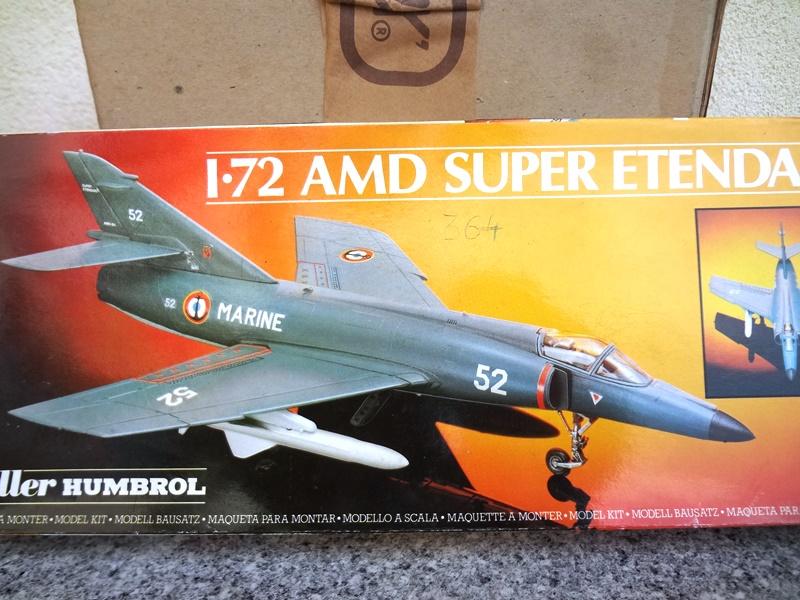 ®
1·72 AMD SUPER ETENDA
364
52
52
MARINE
52
52
ller HUMBROL
A MONTER • MODEL KIT • MODELL BAUSATZ • MAQUETA PARA MONTAR • MODELLO A SCALA • MAQUETTE A MONTER • MODEL KIT • MODELL BAUSATZ • MAQUETA PAR